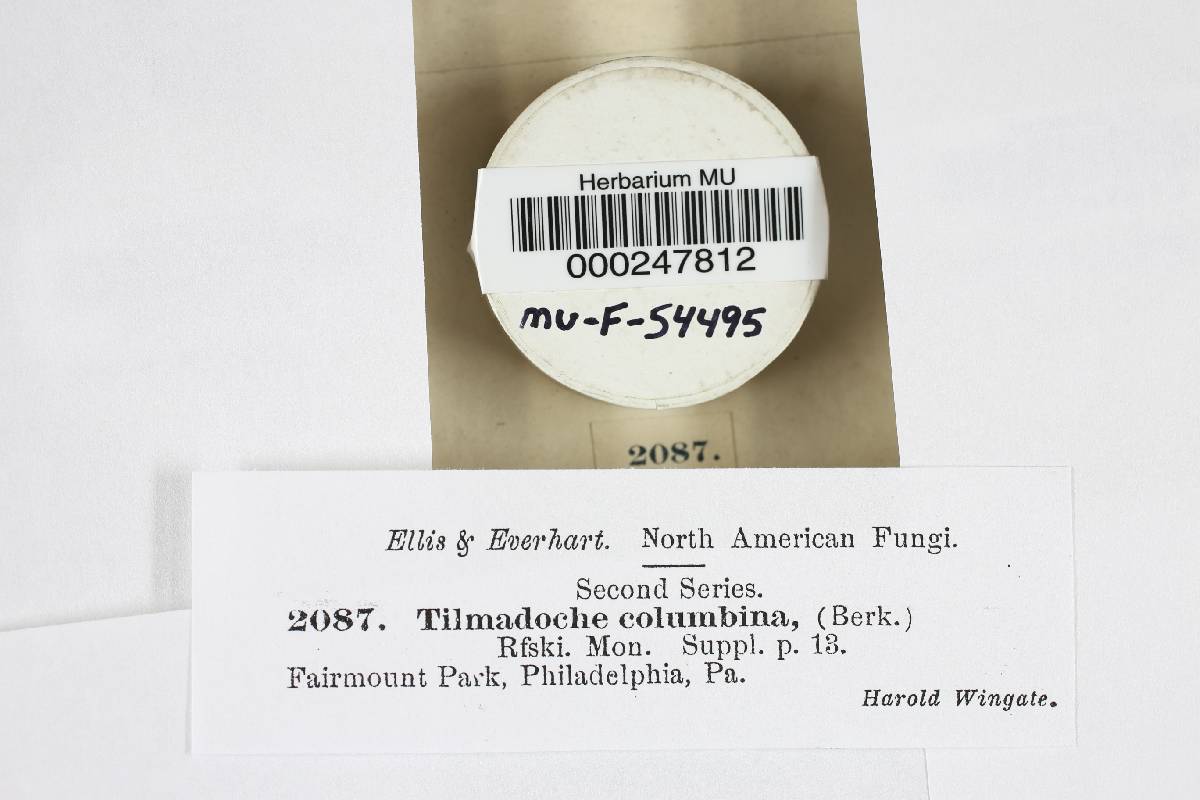 Herbarium MU
000247812
MU-F-54495
2087.
Ellis & Everhart. North American Fungi.
Second Series.
2087. Tilmadoche columbina, (Berk.)
Rfski. Mon. Suppl. p. 13.
Fairmount Park, Philadelphia, Pa.
Harold Wingate.